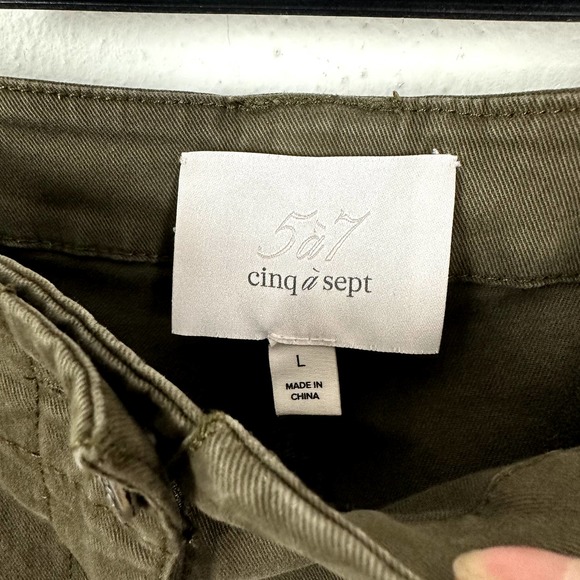 5à7
cinq à sept
L
MADE IN
CHINA